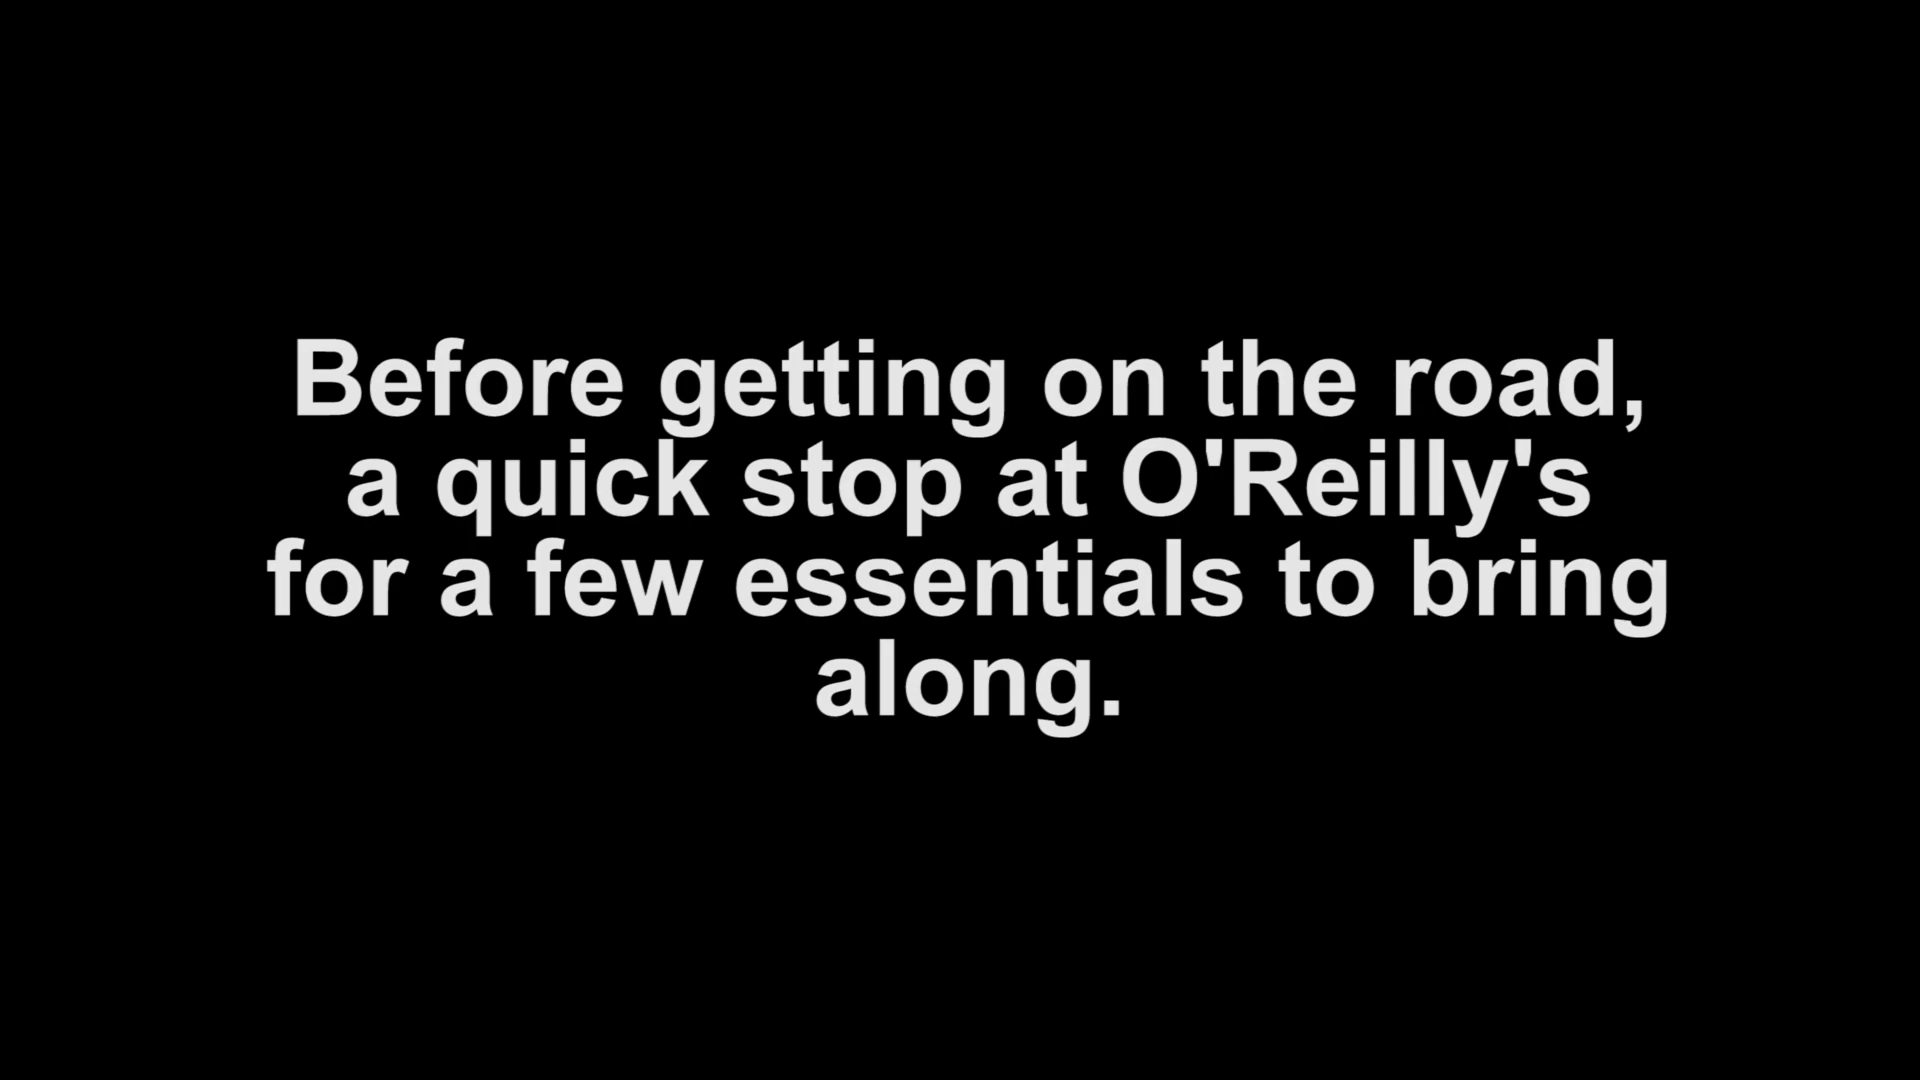 Before getting on the road,
a quick stop at O'Reilly's
for a few essentials to bring
along.